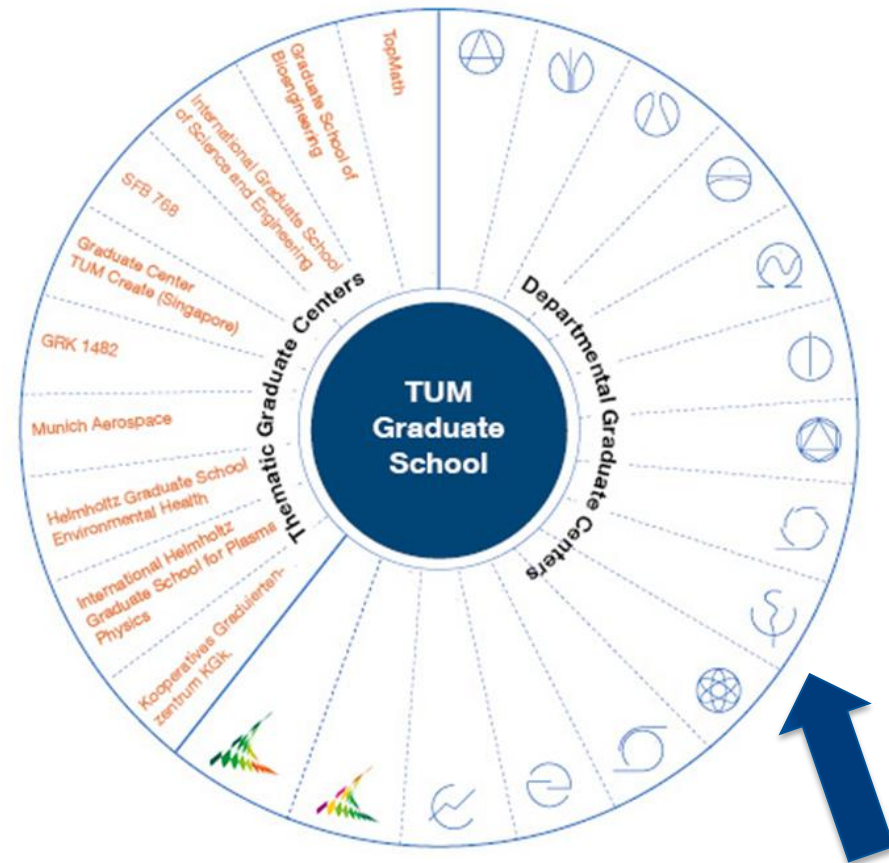 TopMath
Graduate School of
Bioengineering
International Graduate School
of Science and Engineering
SFB 768
Graduate Center
TUM Create (Singapore)
GRK 1482
Munich Aerospace
Helmholtz Graduate School
Environmental Health
International Helmholtz
Graduate School for Plasma
Physics
Kooperatives Graduierten-
zentrum KGk.
Thematic Graduate Centers
Departmental Graduate Centers
TUM
Graduate
School